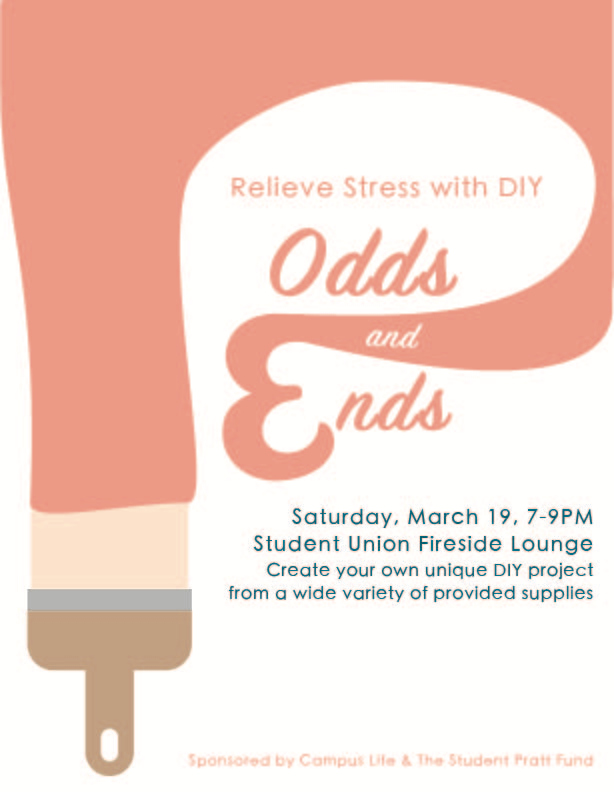 Relieve Stress with DIY
Odds
and
Ends
Saturday, March 19, 7-9PM
Student Union Fireside Lounge
Create your own unique DIY project
from a wide variety of provided supplies
Sponsored by Campus Life & The Student Pratt Fund